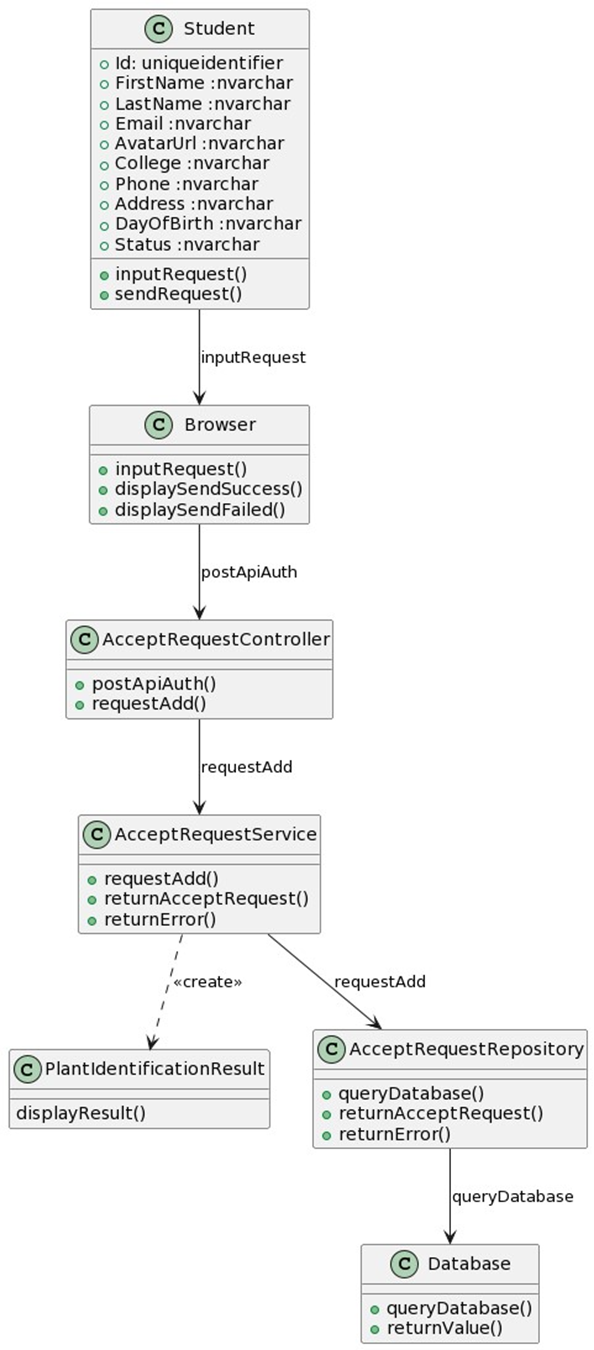 C Student
Id: uniqueidentifier
FirstName :nvarchar
LastName :nvarchar
Email :nvarchar
AvatarUrl :nvarchar
College :nvarchar
Phone :nvarchar
Address :nvarchar
DayOfBirth :nvarchar
Status :nvarchar
inputRequest()
sendRequest()
inputRequest
C Browser
inputRequest()
displaySendSuccess()
displaySendFailed()
postApiAuth
C AcceptRequestController
postApiAuth()
requestAdd()
requestAdd
C AcceptRequestService
requestAdd()
returnAcceptRequest()
returnError()
«create»
requestAdd
C PlantIdentificationResult
displayResult()
C AcceptRequestRepository
queryDatabase()
returnAcceptRequest()
returnError()
queryDatabase
C Database
queryDatabase()
returnValue()